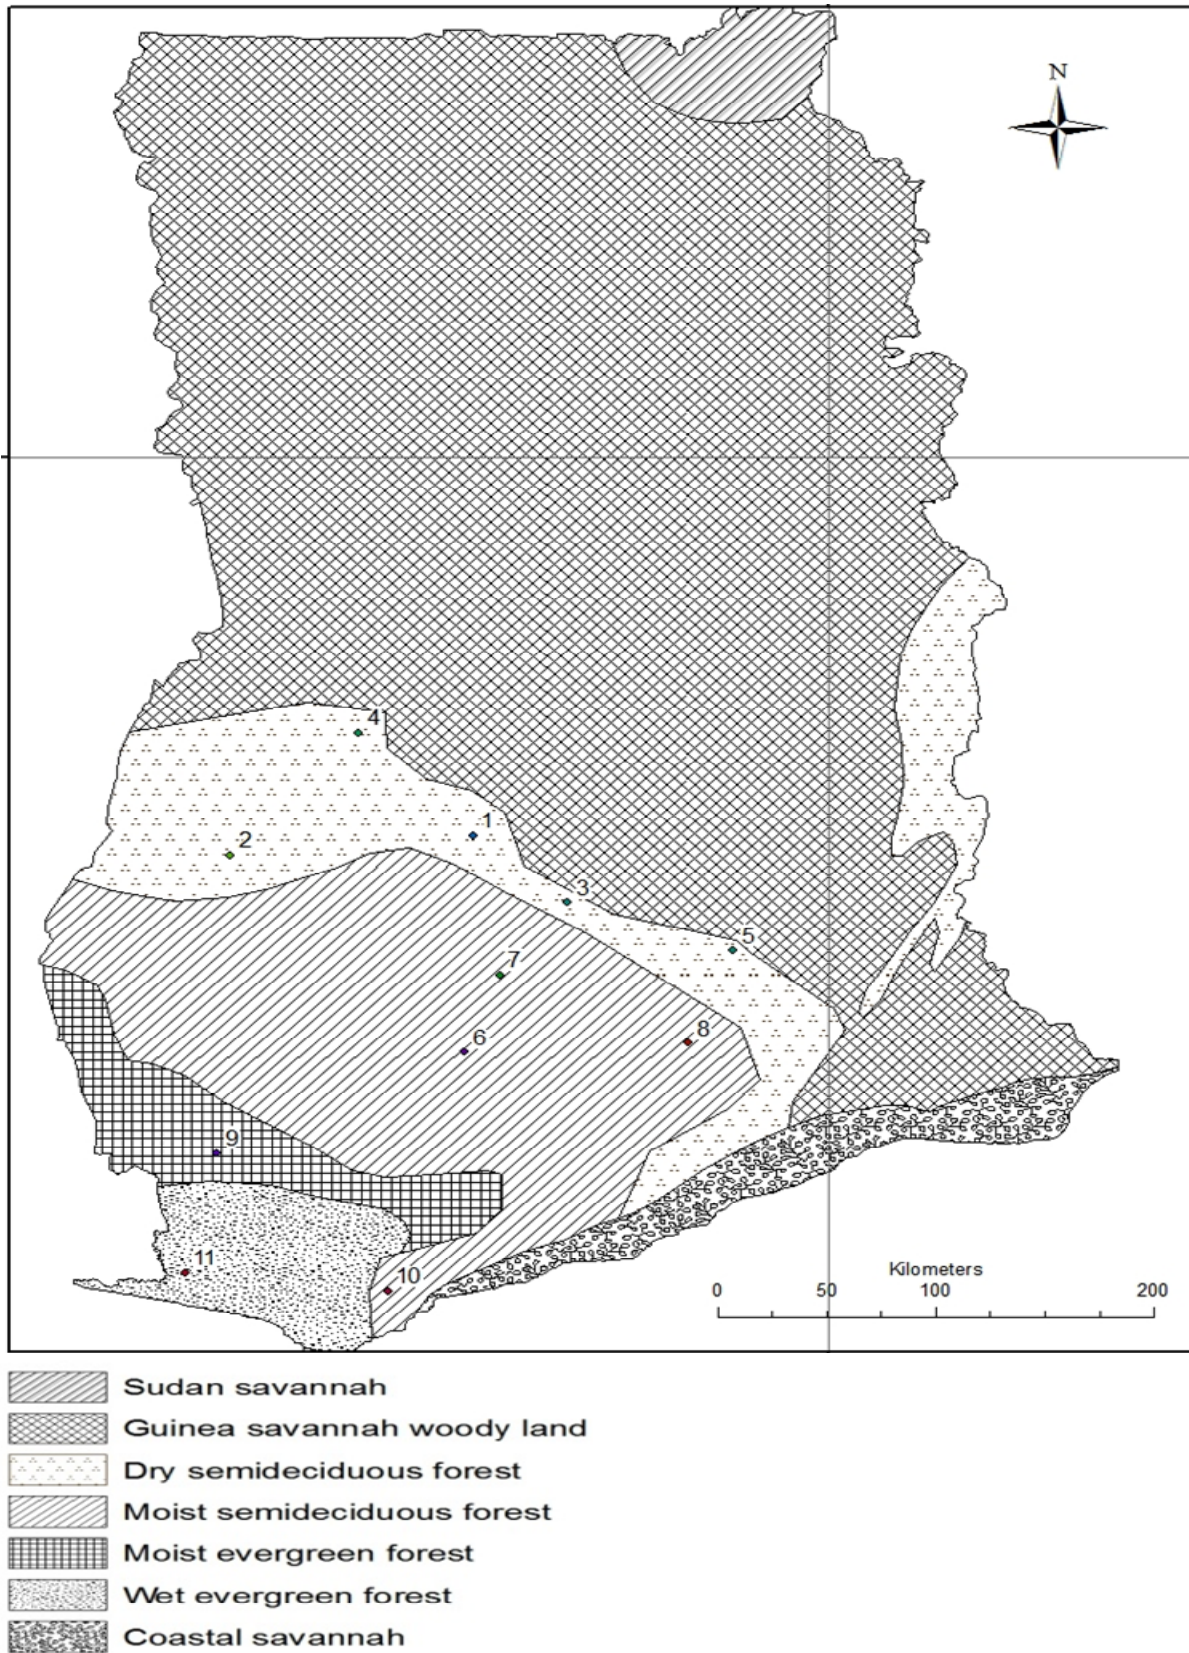 N
4
1
2
3
5
7
8
6
9
11
10
Kilometers
0 50 100 200
Sudan savannah
Guinea savannah woody land
Dry semideciduous forest
Moist semideciduous forest
Moist evergreen forest
Wet evergreen forest
Coastal savannah